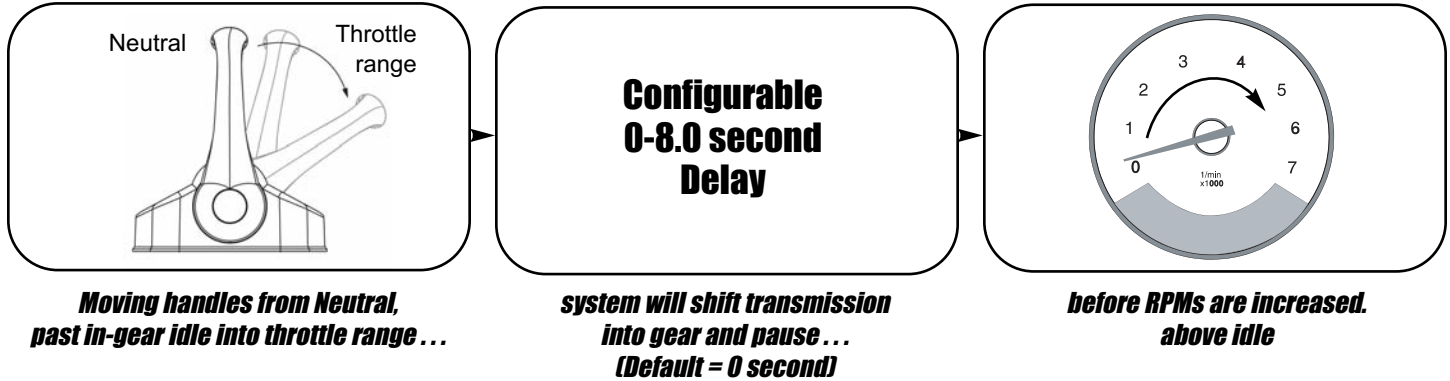 Neutral
Throttle
range
Moving handles from Neutral,
past in-gear idle into throttle range . . .
Configurable
0-8.0 second
Delay
system will shift transmission
into gear and pause . . .
(Default = 0 second)
0
1
2
3
4
5
6
7
1/min
x1000
before RPMs are increased.
above idle